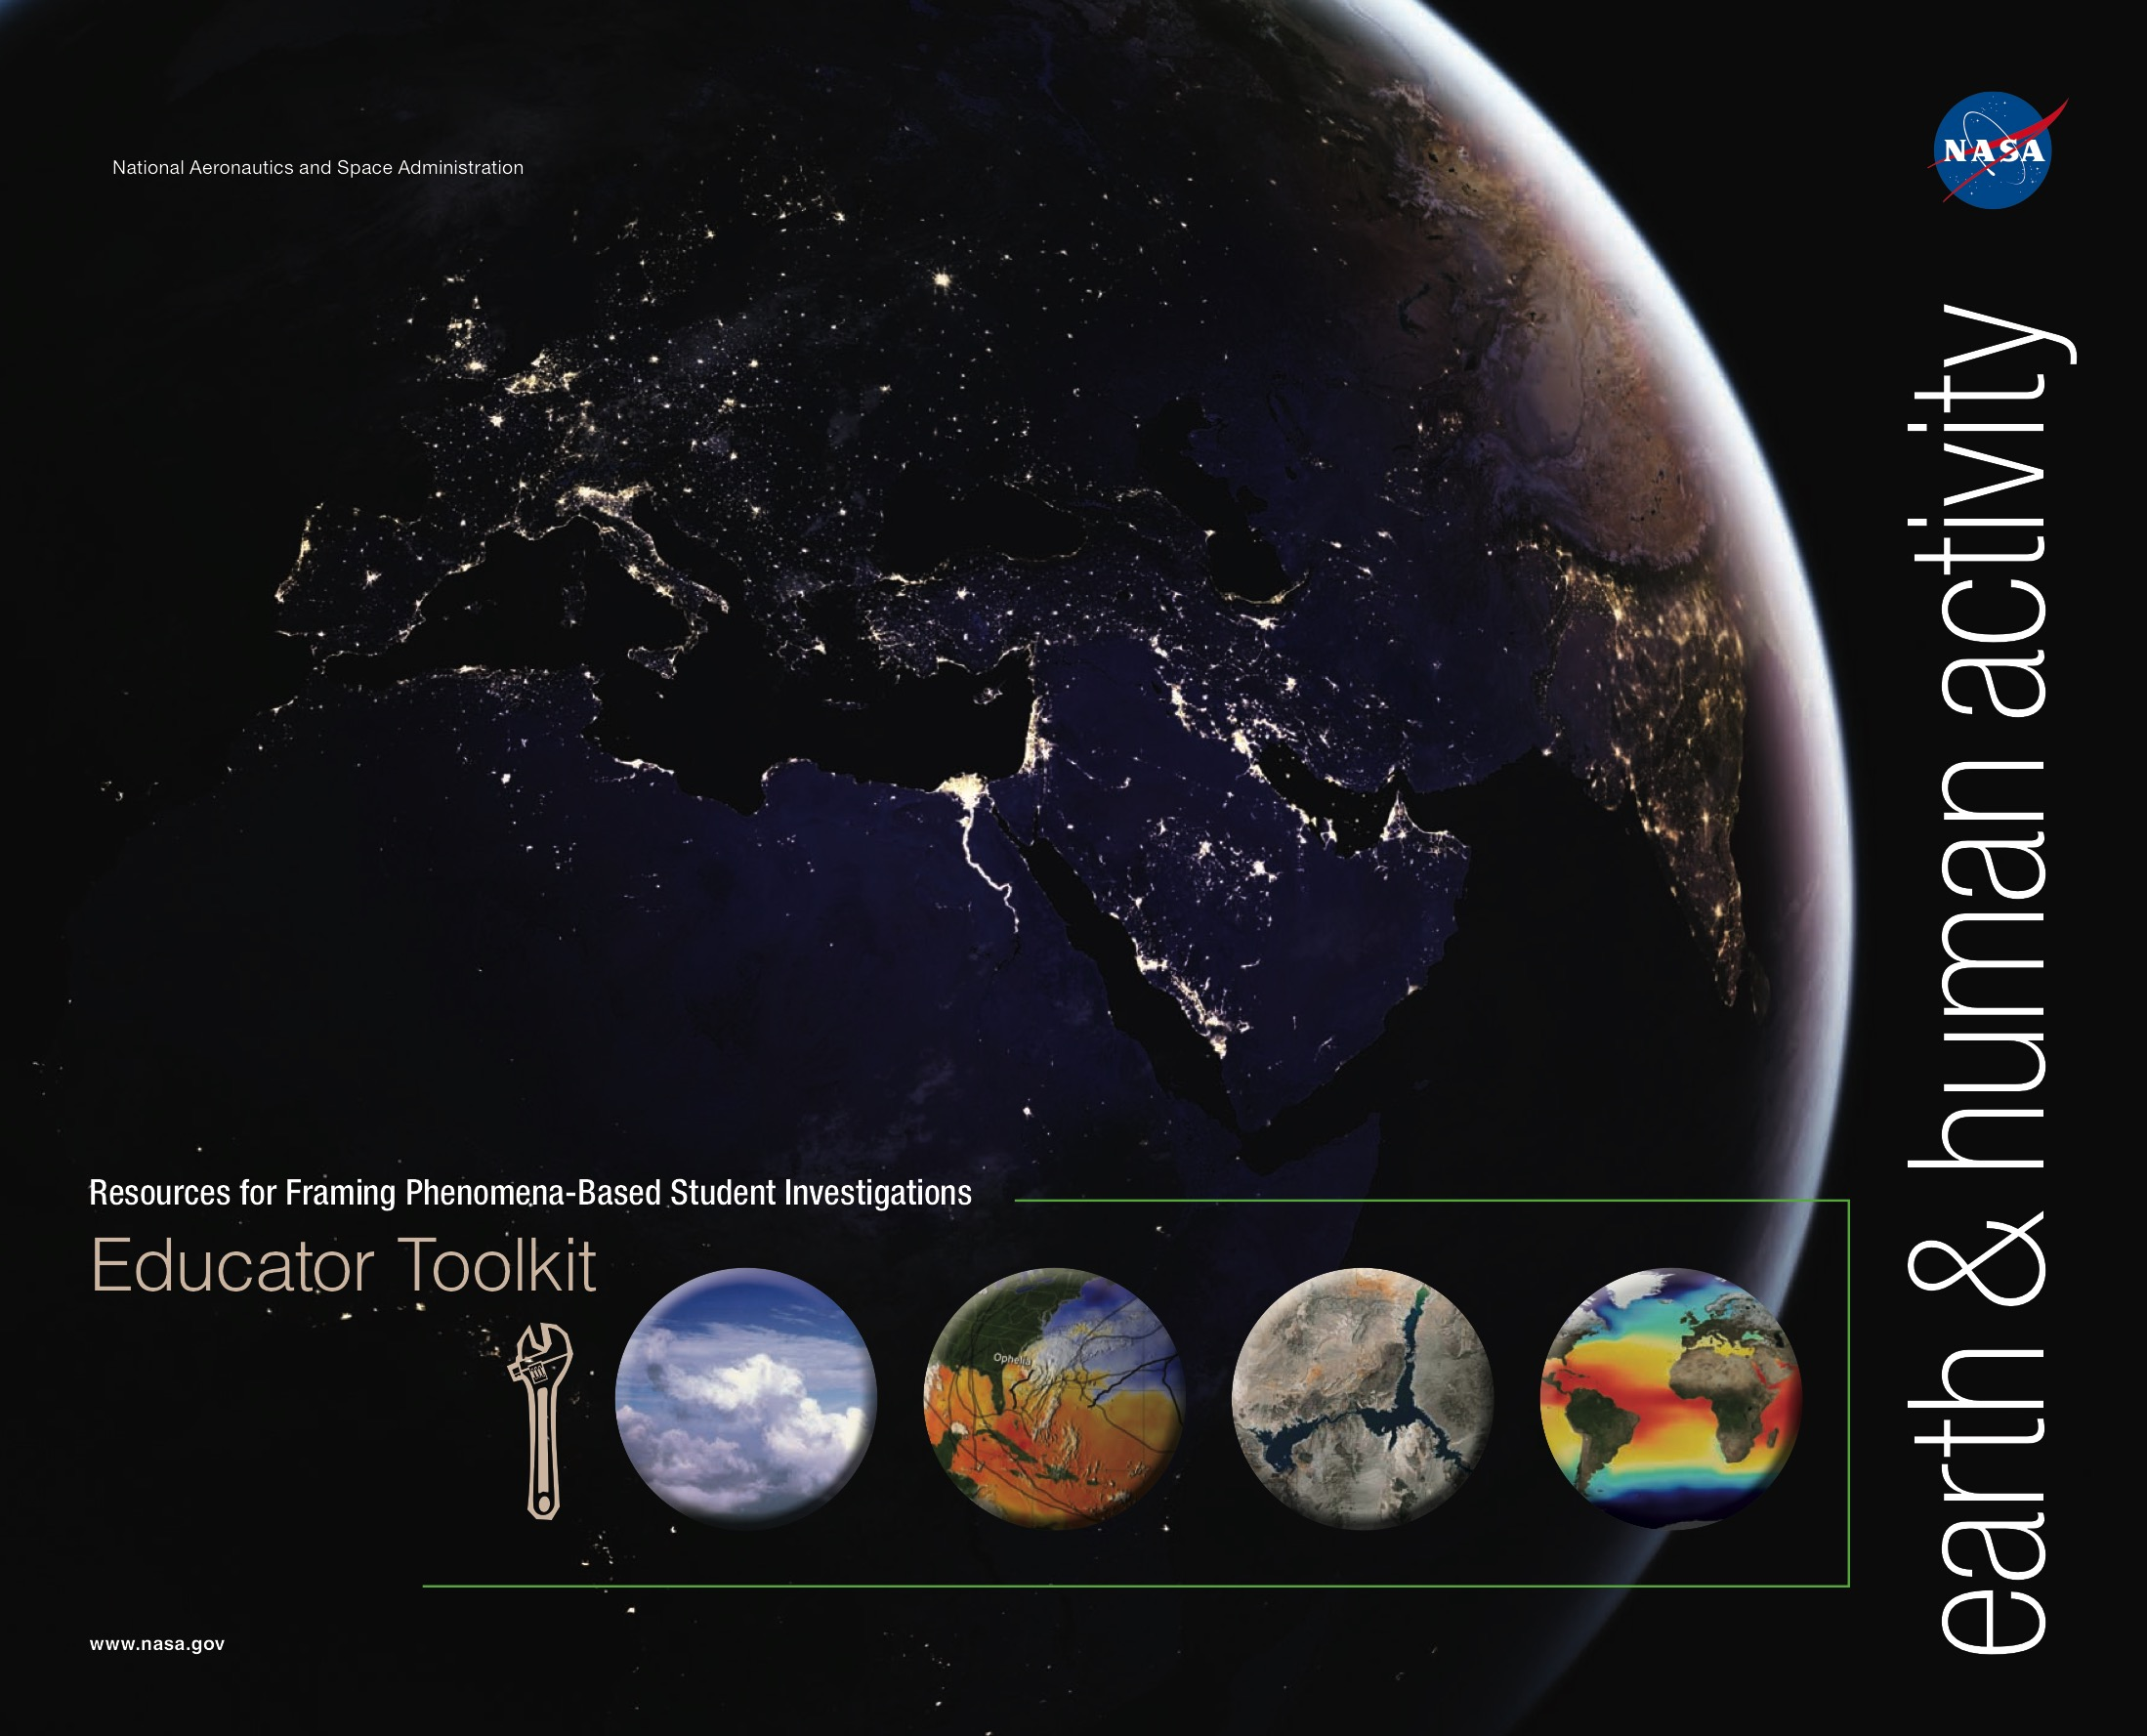 National Aeronautics and Space Administration
NASA
earth & human activity
Resources for Framing Phenomena-Based Student Investigations
Educator Toolkit
Ophelia
www.nasa.gov